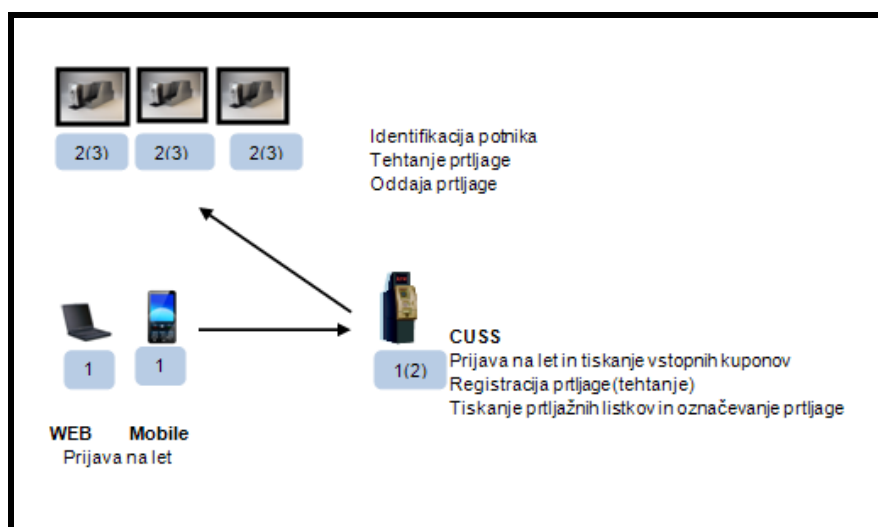 2(3)
2(3)
2(3)
Identifikacija potnika
Tehtanje prtljage
Oddaja prtljage
1
1
1(2)
CUSS
Prijava na let in tiskanje vstopnih kuponov
Registracija prtljage (tehtanje)
Tiskanje prtljažnih listkov in označevanje prtljage
WEB Mobile
Prijava na let